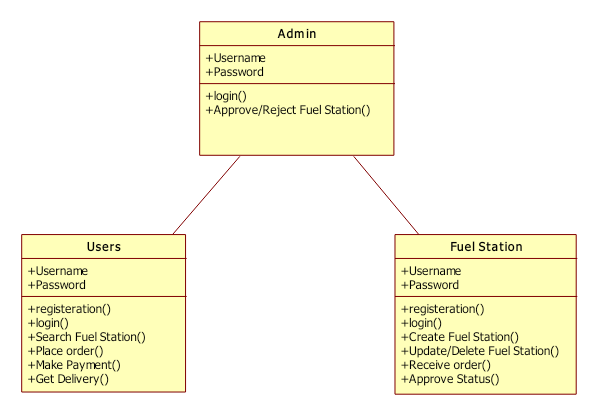 Admin
+Username
+Password
+login()
+Approve/Reject Fuel Station()
Users
+Username
+Password
+registeration()
+login()
+Search Fuel Station()
+Place order()
+Make Payment()
+Get Delivery()
Fuel Station
+Username
+Password
+registeration()
+login()
+Create Fuel Station()
+Update/Delete Fuel Station()
+Receive order()
+Approve Status()